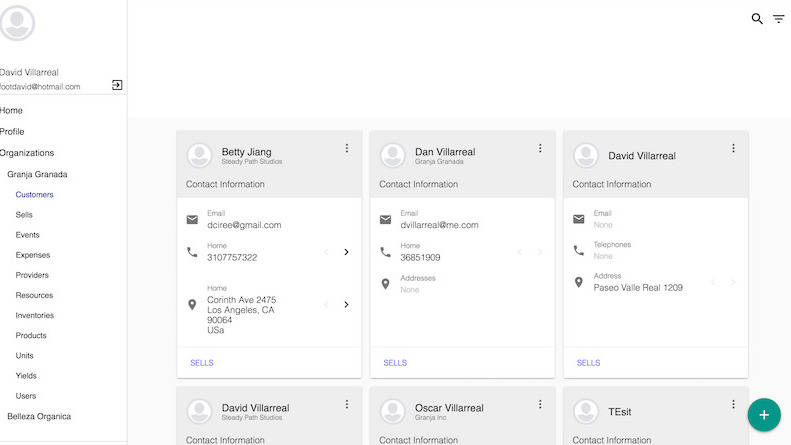 David Villarreal
footdavid@hotmail.com
Home
Profile
Organizations
Granja Granada
Customers
Sells
Events
Expenses
Providers
Resources
Inventories
Products
Units
Yields
Users
Belleza Organica
Betty Jiang
Steady Path Studios
Contact Information
Email
dciree@gmail.com
Home
3107757322
Home
Corinth Ave 2475
Los Angeles, CA
90064
USa
SELLS
Dan Villarreal
Granja Granada
Contact Information
Email
dvillarreal@me.com
Home
36851909
Addresses
None
SELLS
David Villarreal
Contact Information
Email
None
Telephones
None
Address
Paseo Valle Real 1209
SELLS
David Villarreal
Steady Path Studios
Contact Information
Oscar Villarreal
Granja Inc
Contact Information
TEsit
Contact Information